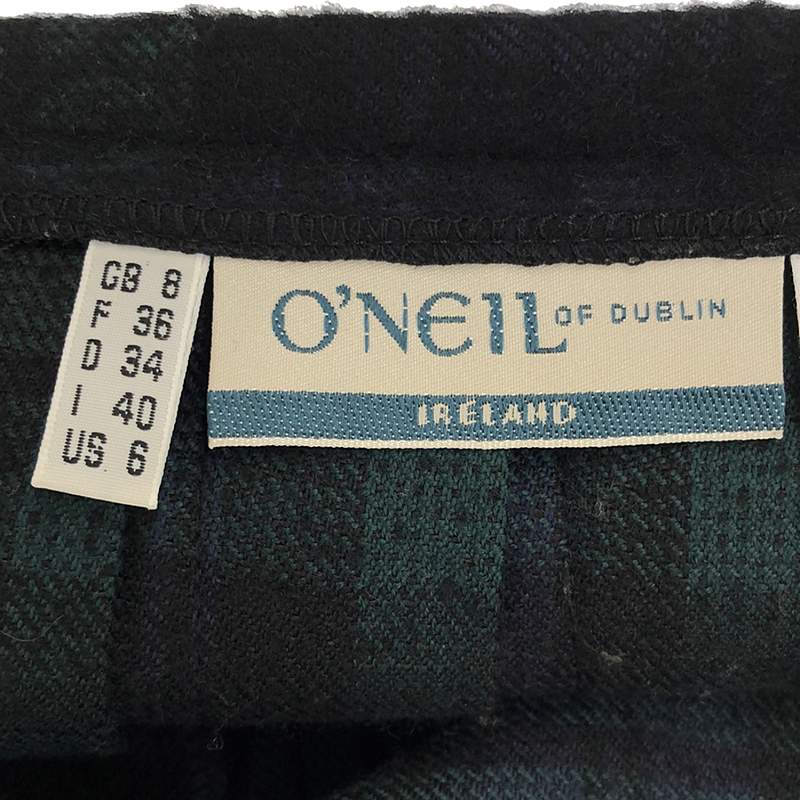 GB 8
F 36
D 34
I 40
US 6
O'NEIL OF DUBLIN
IRELAND